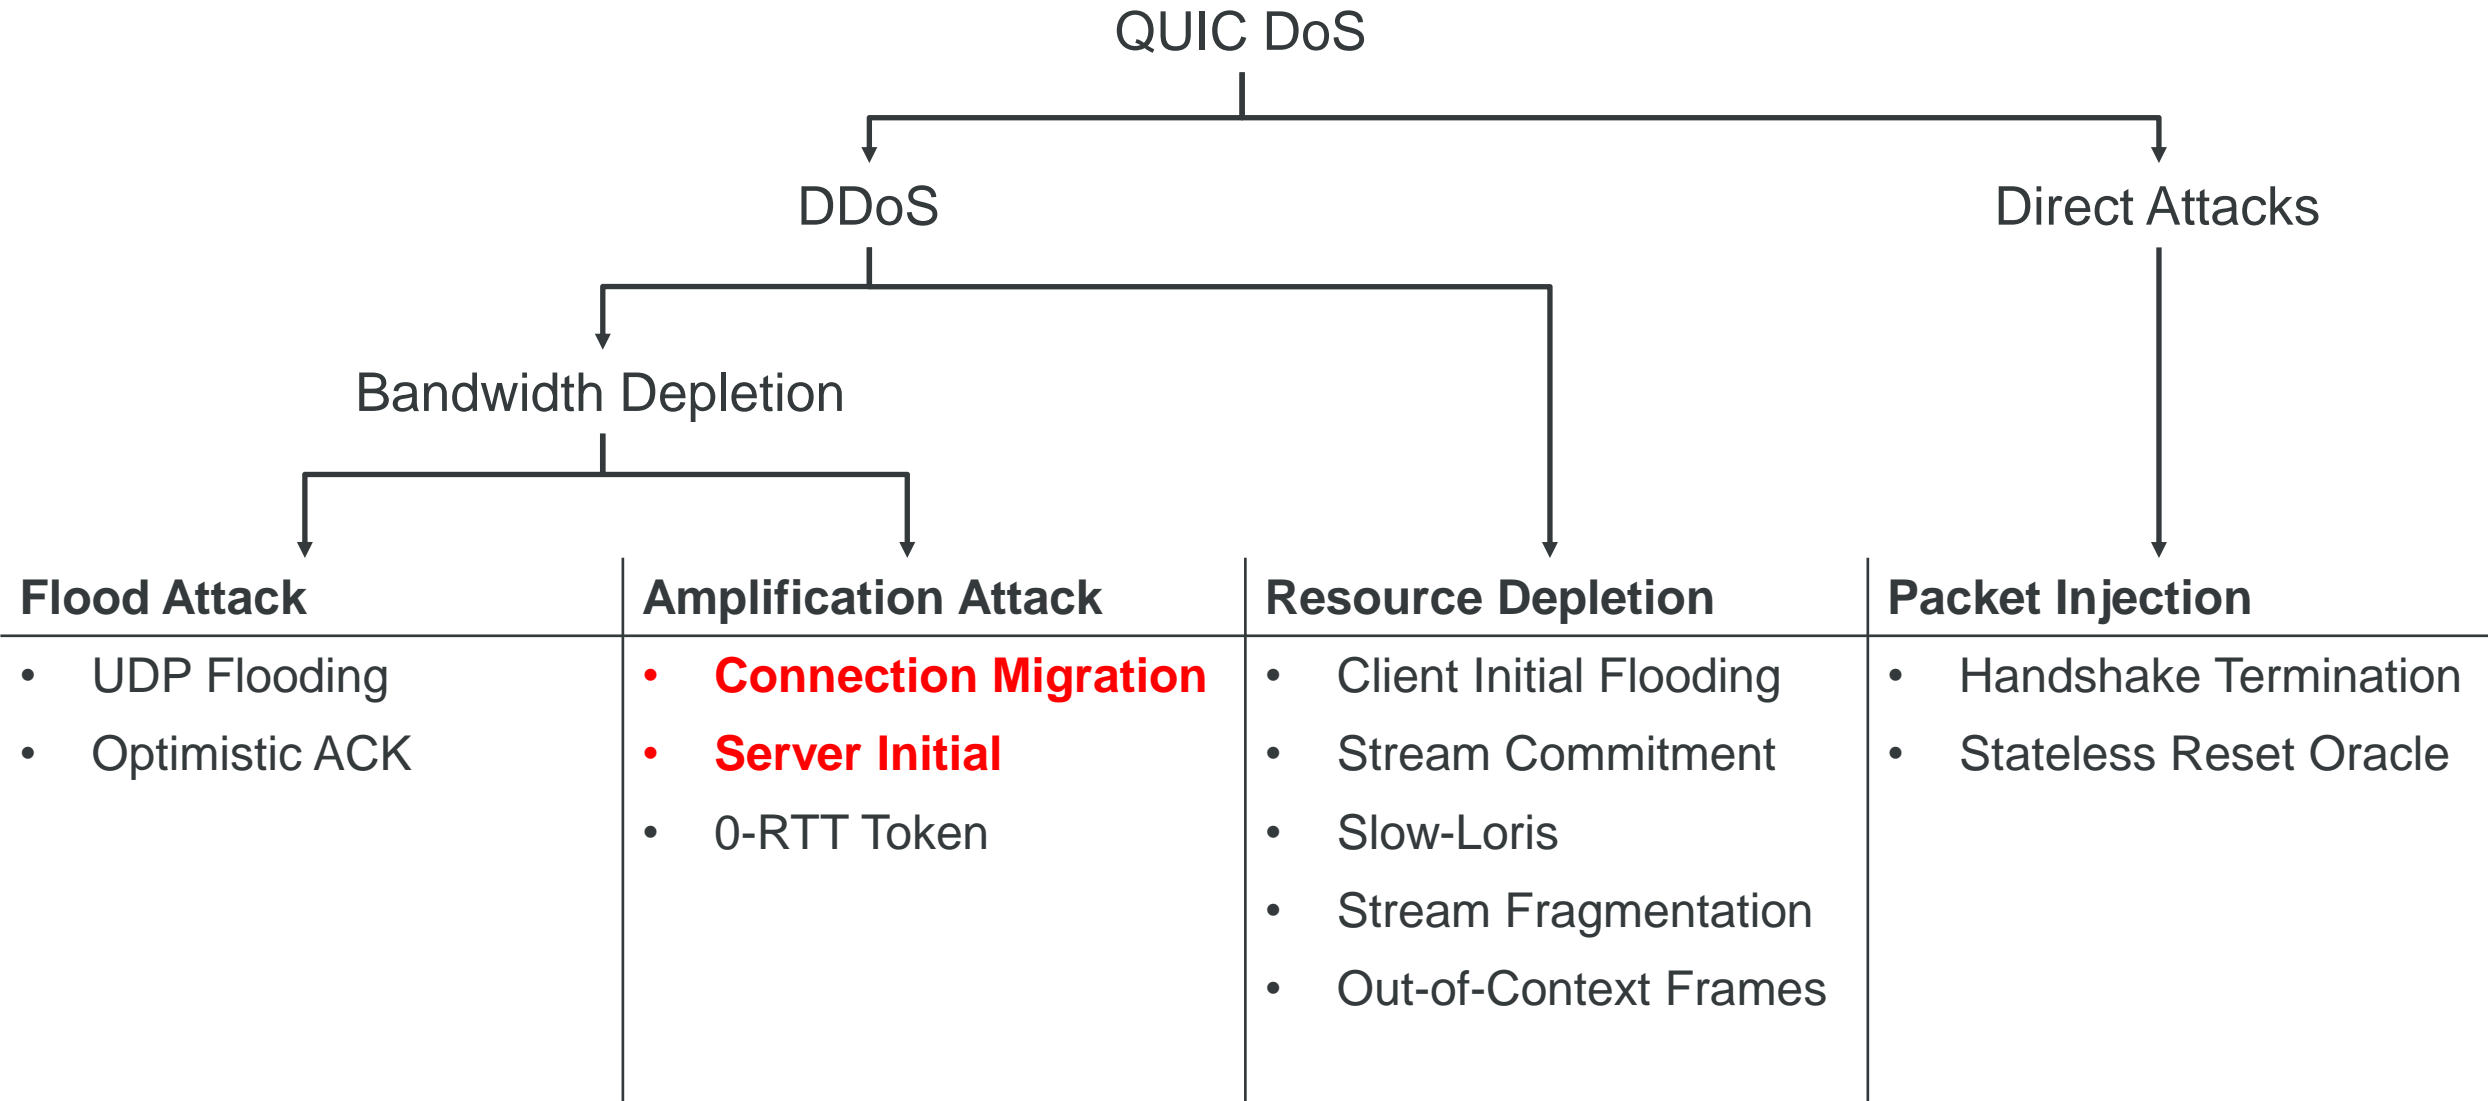 QUIC DoS
DDoS
Direct Attacks
Bandwidth Depletion
Flood Attack
• UDP Flooding
• Optimistic ACK
Amplification Attack
• Connection Migration
• Server Initial
• 0-RTT Token
Resource Depletion
• Client Initial Flooding
• Stream Commitment
• Slow-Loris
• Stream Fragmentation
• Out-of-Context Frames
Packet Injection
• Handshake Termination
• Stateless Reset Oracle